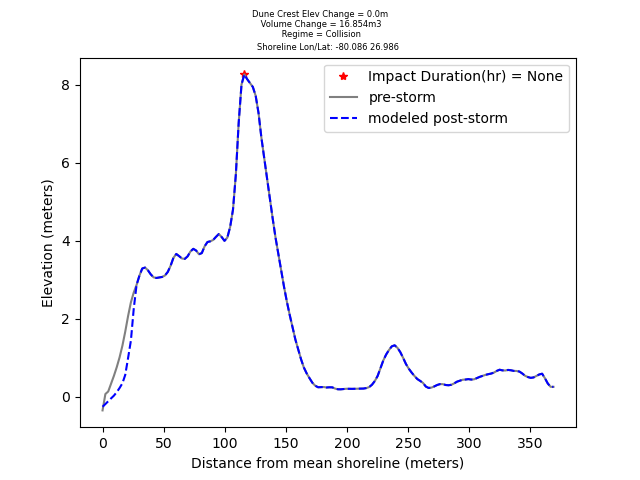 Dune Crest Elev Change = 0.0m
Volume Change = 16.854m3
Regime = Collision
Shoreline Lon/Lat: -80.086 26.986
Impact Duration(hr) = None
pre-storm
modeled post-storm
Elevation (meters)
8
6
4
2
0
0 50 100 150 200 250 300 350
Distance from mean shoreline (meters)